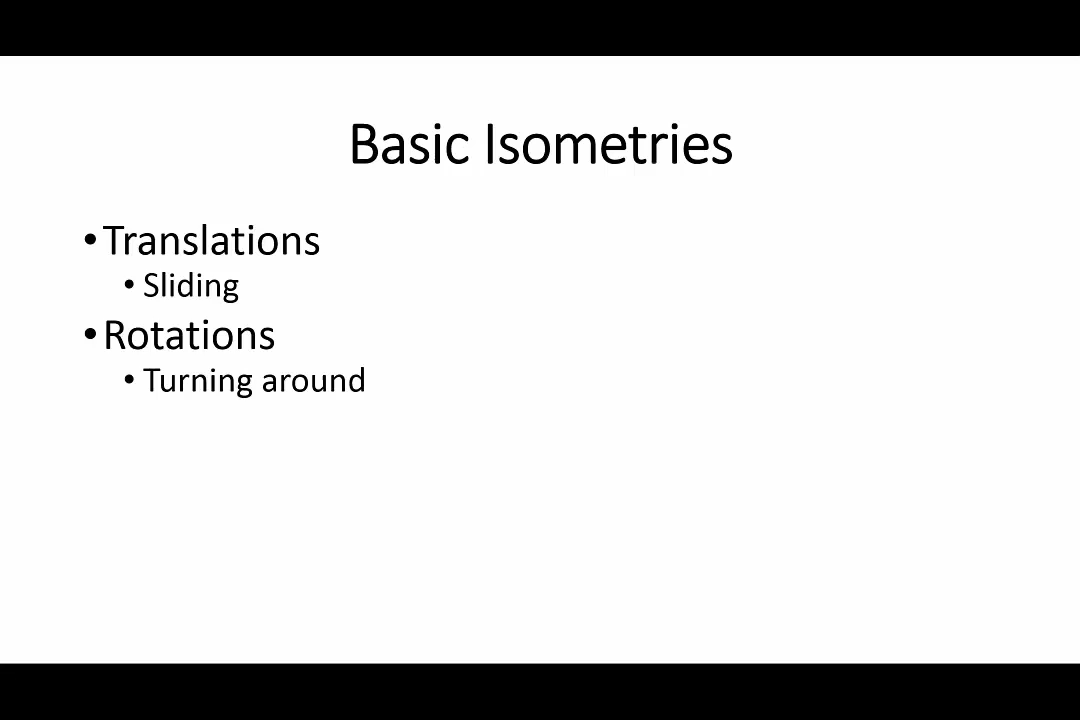 Basic Isometries
•Translations
• Sliding
•Rotations
• Turning around